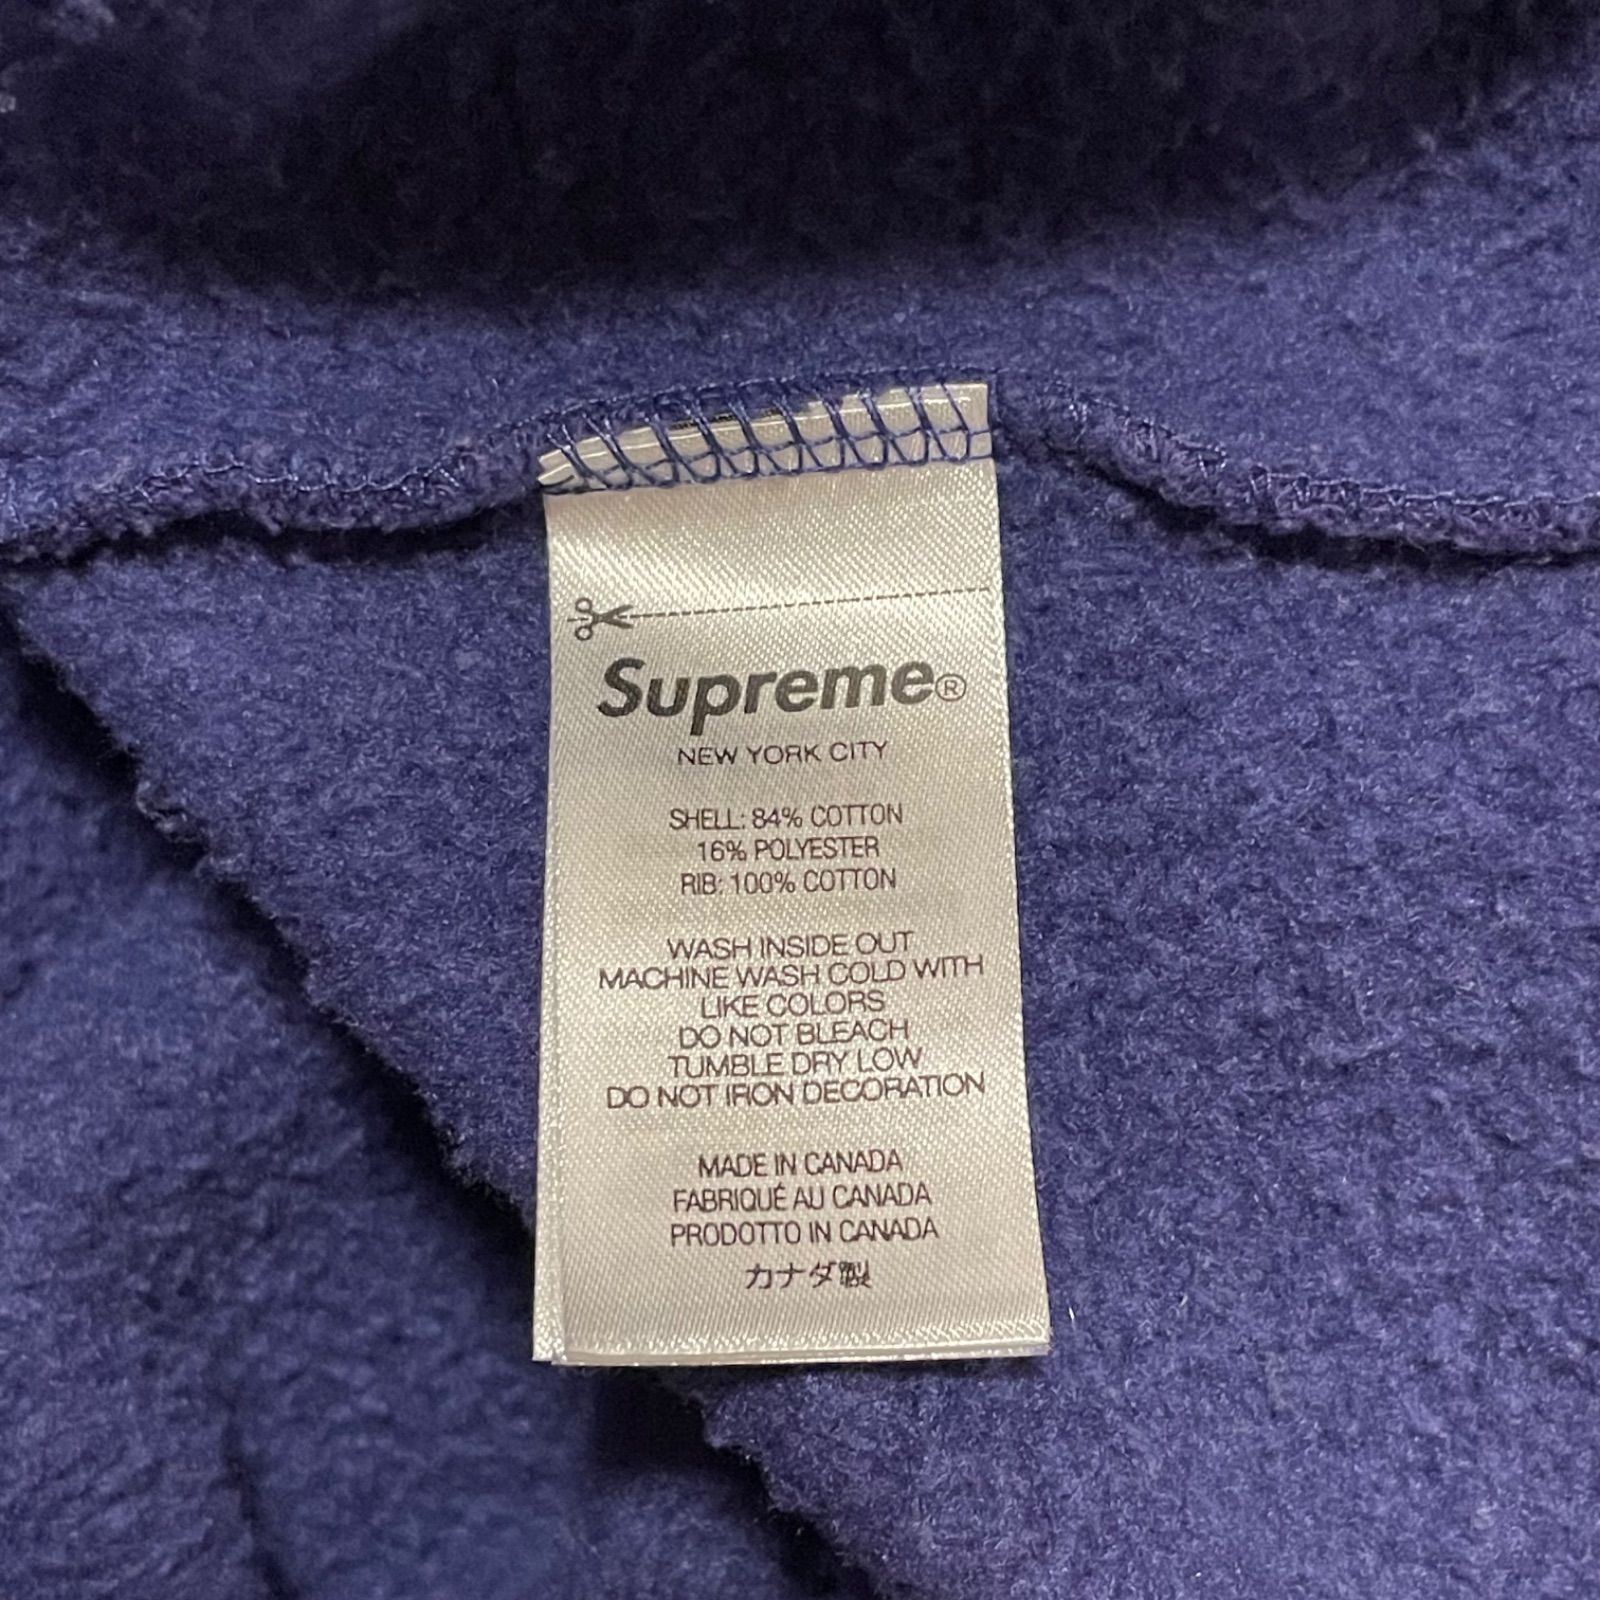 Supreme®
NEW YORK CITY
SHELL: 84% COTTON
16% POLYESTER
RIB: 100% COTTON
WASH INSIDE OUT
MACHINE WASH COLD WITH
LIKE COLORS
DO NOT BLEACH
TUMBLE DRY LOW
DO NOT IRON DECORATION
MADE IN CANADA
FABRIQUÉ AU CANADA
PRODOTTO IN CANADA
カナダ製